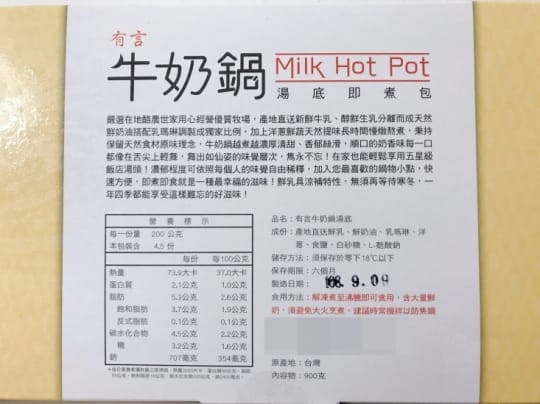 有言
牛奶鍋
Milk Hot Pot
湯底即煮包
嚴選在地酪農世家用心經營優質牧場，產地直送新鮮牛乳、醇鮮生乳分離而成天然
鮮奶油搭配乳瑪琳調製成獨家比例，加上洋蔥鮮蔬天然提味長時間慢燉熬煮，秉持
保留天然食材原味理念，牛奶鍋越煮越濃厚清甜、香郁絲滑，順口的奶香味每一口
都像在舌尖上輕舞，舞出如仙姿的味覺層次，雋永不忘！在家也能輕鬆享用五星級
飯店湯頭！濃郁程度可依照每個人的味覺自由稀釋，加入您最喜歡的鍋物小點，快
速方便，即煮即食就是一種最幸福的滋味！鮮乳具涼補特性，無須再等待寒冬，一
年四季都能享受這樣難忘的好滋味！
營養標示
每一份量 200 公克
本包裝含 4.5 份
每份 每100公克
熱量 73.9大卡 37.0大卡
蛋白質 2.1公克 1.0公克
脂肪 5.3公克 2.6公克
飽和脂肪 3.7公克 1.9公克
反式脂肪 0.1公克 0.1公克
碳水化合物 4.5公克 2.2公克
糖 3.2公克 1.6公克
鈉 707毫克 354毫克
品名：有言牛奶鍋湯底
成份：產地直送鮮乳、鮮奶油、乳瑪琳、洋
蔥、食鹽、白砂糖、L-麩酸鈉
儲存方法：須保存於零下18℃以下
保存期限：六個月
製造日期：108.9.09
食用方法：解凍煮至沸騰即可食用，含大量鮮
奶，須避免大火烹煮，建議時常攪拌以防焦鍋
原產地：台灣
內容物：900克